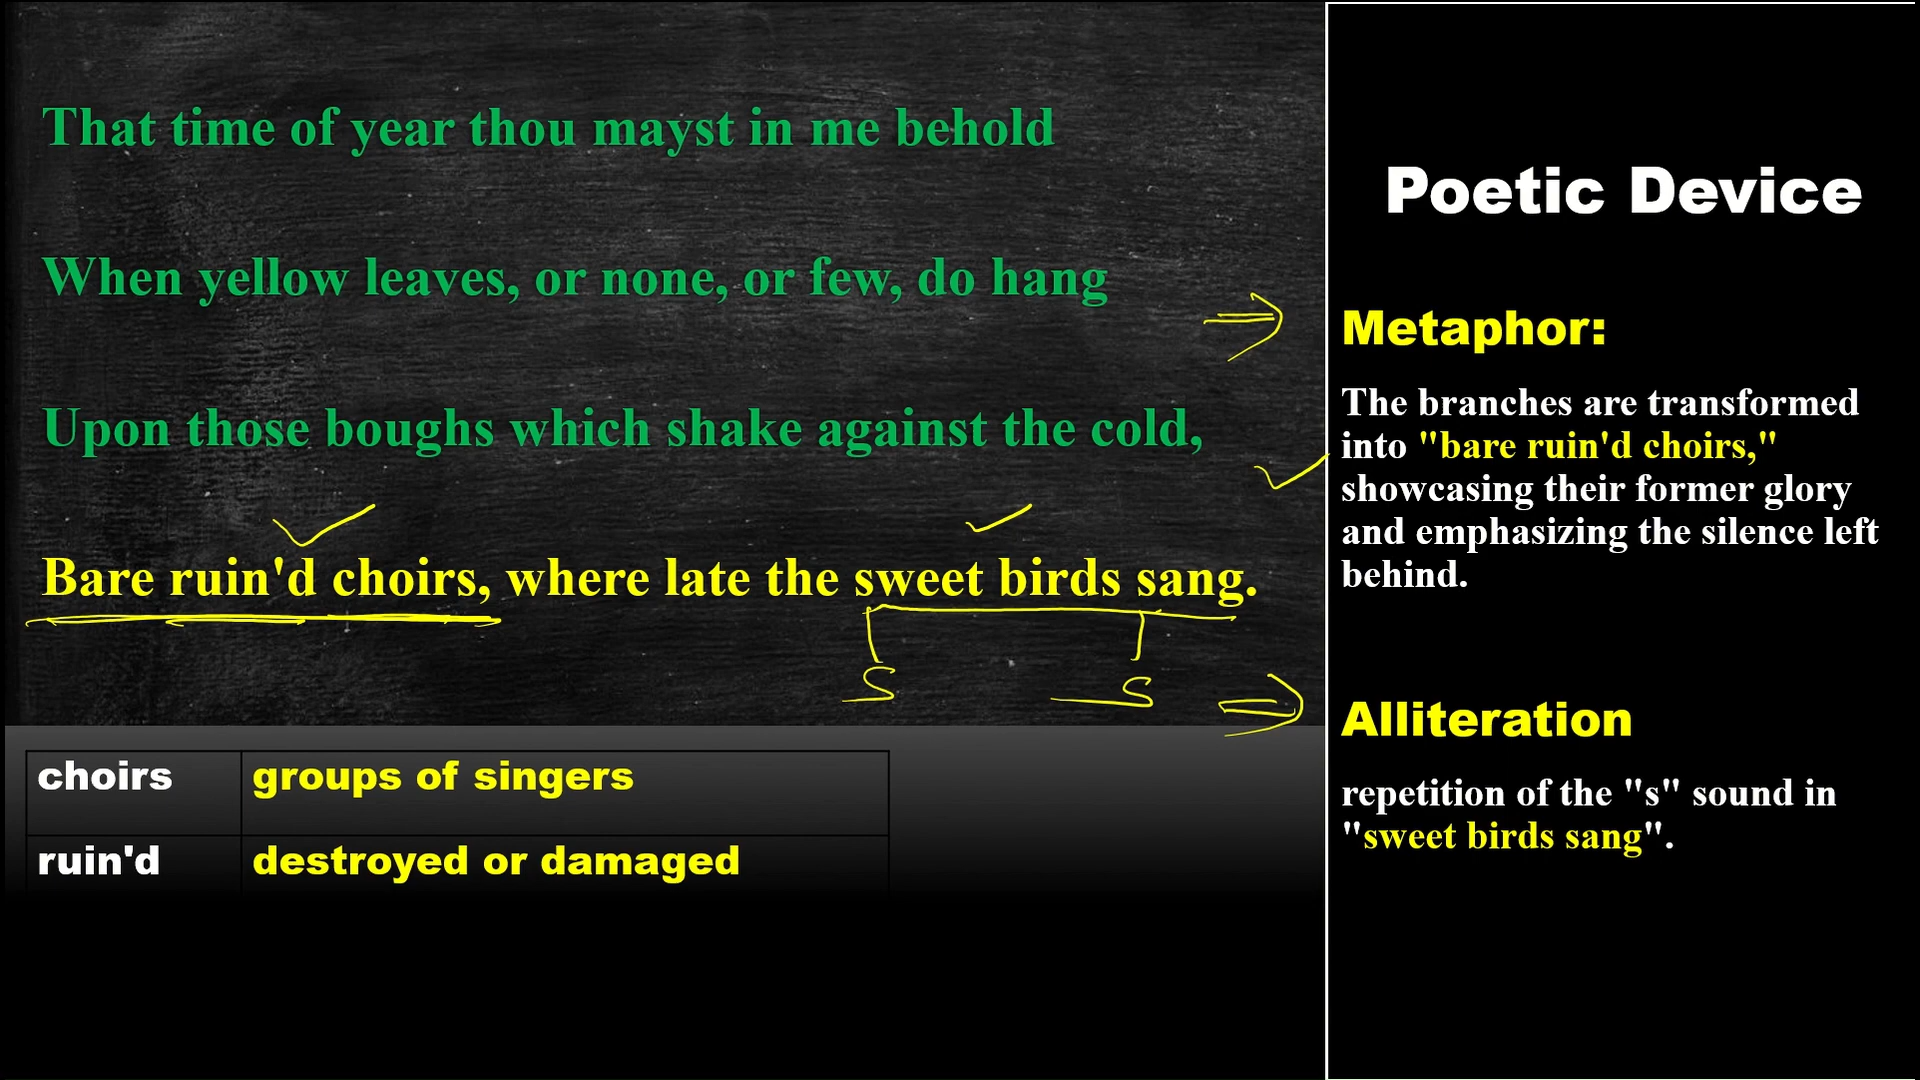 That time of year thou mayst in me behold
When yellow leaves, or none, or few, do hang
Upon those boughs which shake against the cold,
Bare ruin'd choirs, where late the sweet birds sang.
S S
choirs groups of singers
ruin'd destroyed or damaged
Poetic Device
Metaphor:
The branches are transformed
into "bare ruin'd choirs,"
showcasing their former glory
and emphasizing the silence left
behind.
Alliteration
repetition of the "s" sound in
"sweet birds sang".